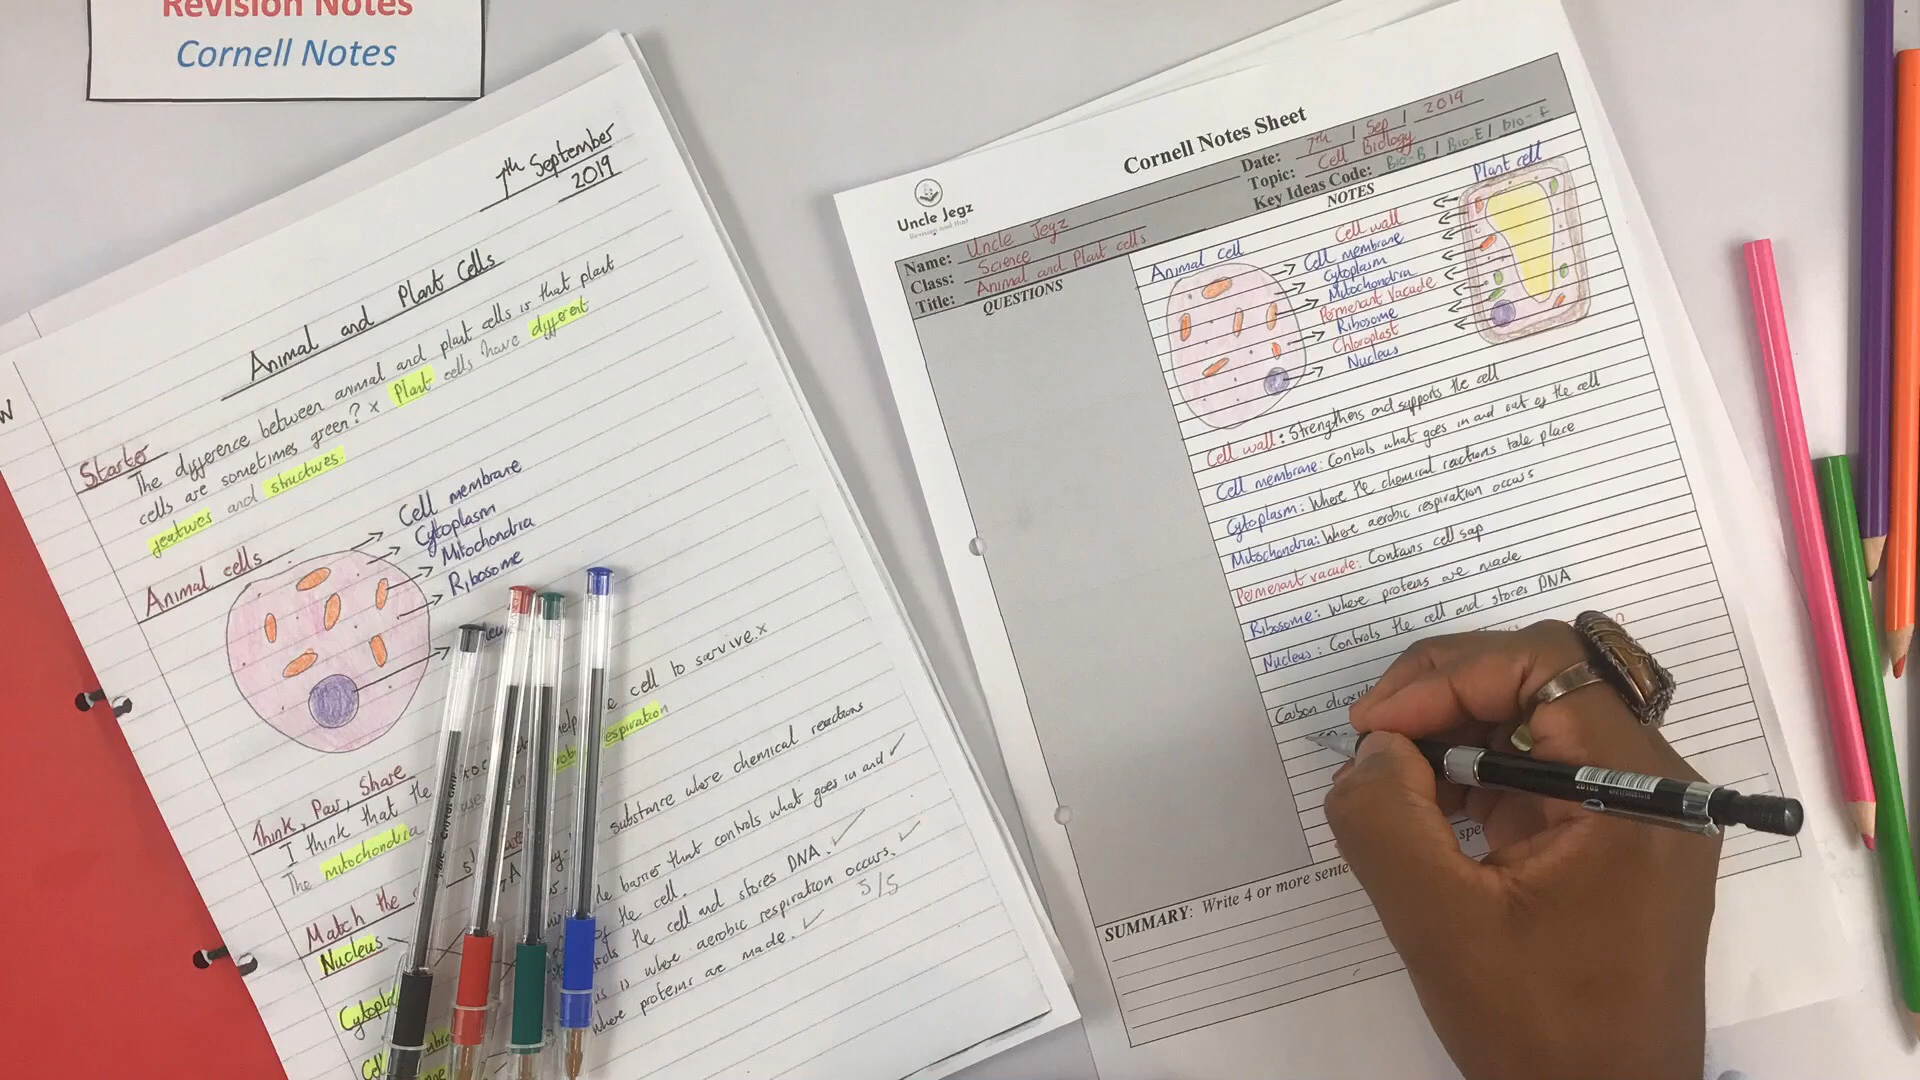 Revision Notes
Cornell Notes
7th September
2019
Animal and Plant Cells
Starter
The difference between animal and plant cells is that plant
cells are sometimes green? x Plant cells have different
features and structures.
Animal cells
Cell membrane
Cytoplasm
Mitochondria
Ribosome
Think, Pair, Share
I think that the
cell to survive. x
The mitochondria
substance where chemical reactions
Match the
barrier that controls what goes in and ✓
of the cell.
Nucleus
the cell and stores DNA. ✓
is where aerobic respiration occurs. ✓
where proteins are made. ✓ 5/5
Cornell Notes Sheet
Uncle Jegz
Name: Uncle Jegz
Class: Science
Title: Animal and Plant cells
Date: 7th / Sep / 2019
Topic: Cell Biology
Key Ideas Code: Bio-B / Bio-E / Bio-F
QUESTIONS
NOTES
Animal cell
Plant cell
Cell wall
Cell membrane
Cytoplasm
Mitochondria
Permenant vacuole
Ribosome
Chloroplast
Nucleus
Cell wall: Strengthens and supports the cell
Cell membrane: Controls what goes in and out of the cell
Cytoplasm: Where the chemical reactions take place
Mitochondria: Where aerobic respiration occurs
Permenant vacuole: Contains cell sap
Ribosome: Where proteins are made
Nucleus: Controls the cell and stores DNA
Carbon
SUMMARY: Write 4 or more